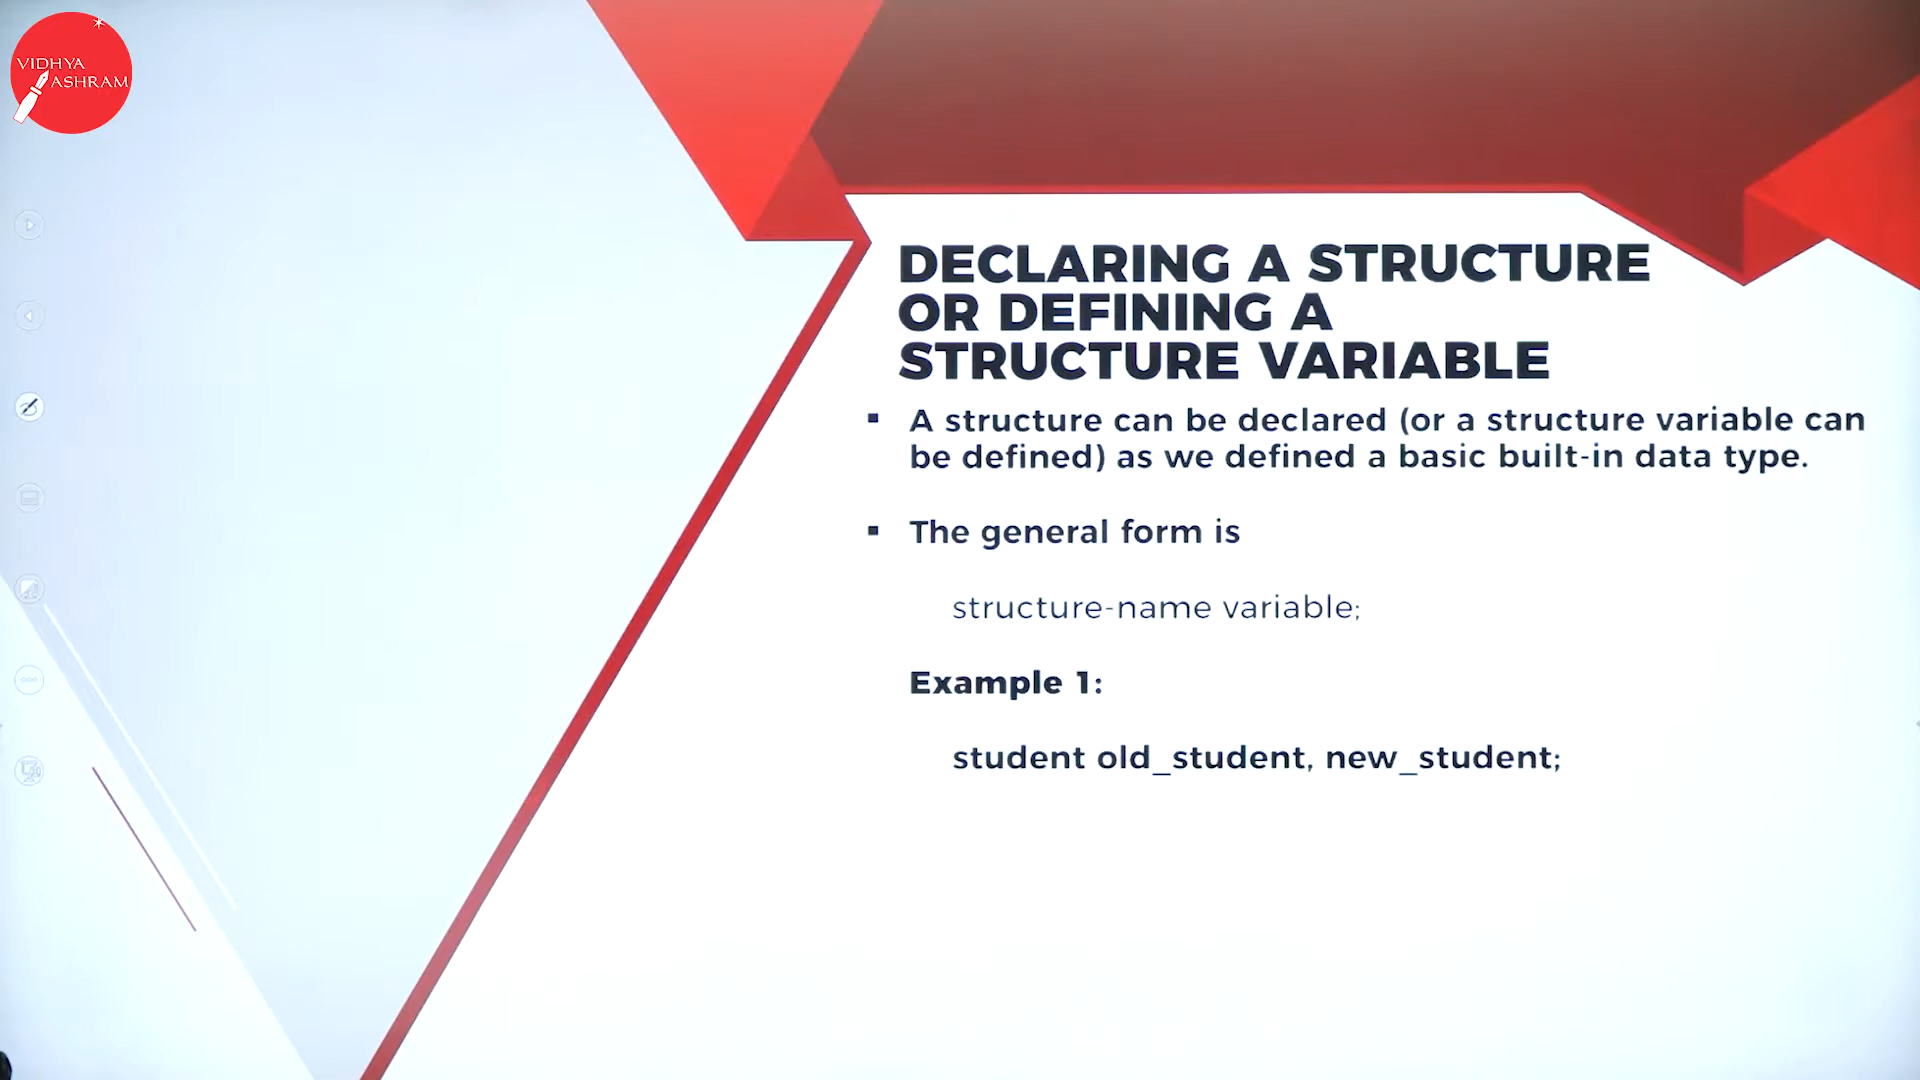 VIDHYA
ASHRAM
DECLARING A STRUCTURE
OR DEFINING A
STRUCTURE VARIABLE
▪ A structure can be declared (or a structure variable can
be defined) as we defined a basic built-in data type.
▪ The general form is
structure-name variable;
Example 1:
student old_student, new_student;